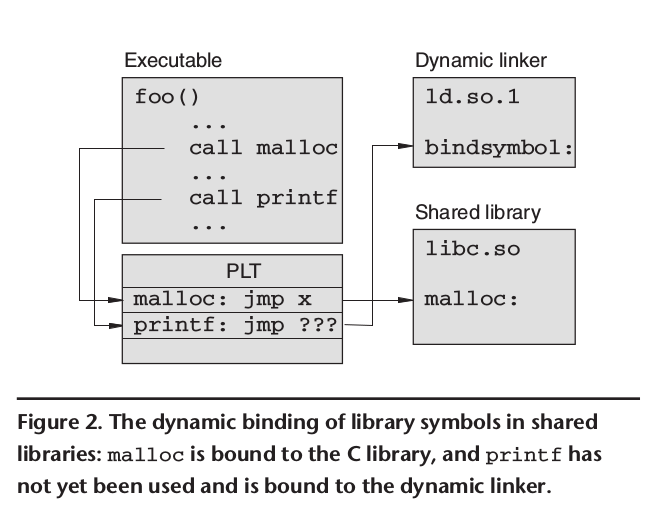 Executable
foo()
...
call malloc
...
call printf
...
PLT
malloc: jmp x
printf: jmp ???
Dynamic linker
ld.so.1
bindsymbol:
Shared library
libc.so
malloc:
Figure 2. The dynamic binding of library symbols in shared
libraries: malloc is bound to the C library, and printf has
not yet been used and is bound to the dynamic linker.